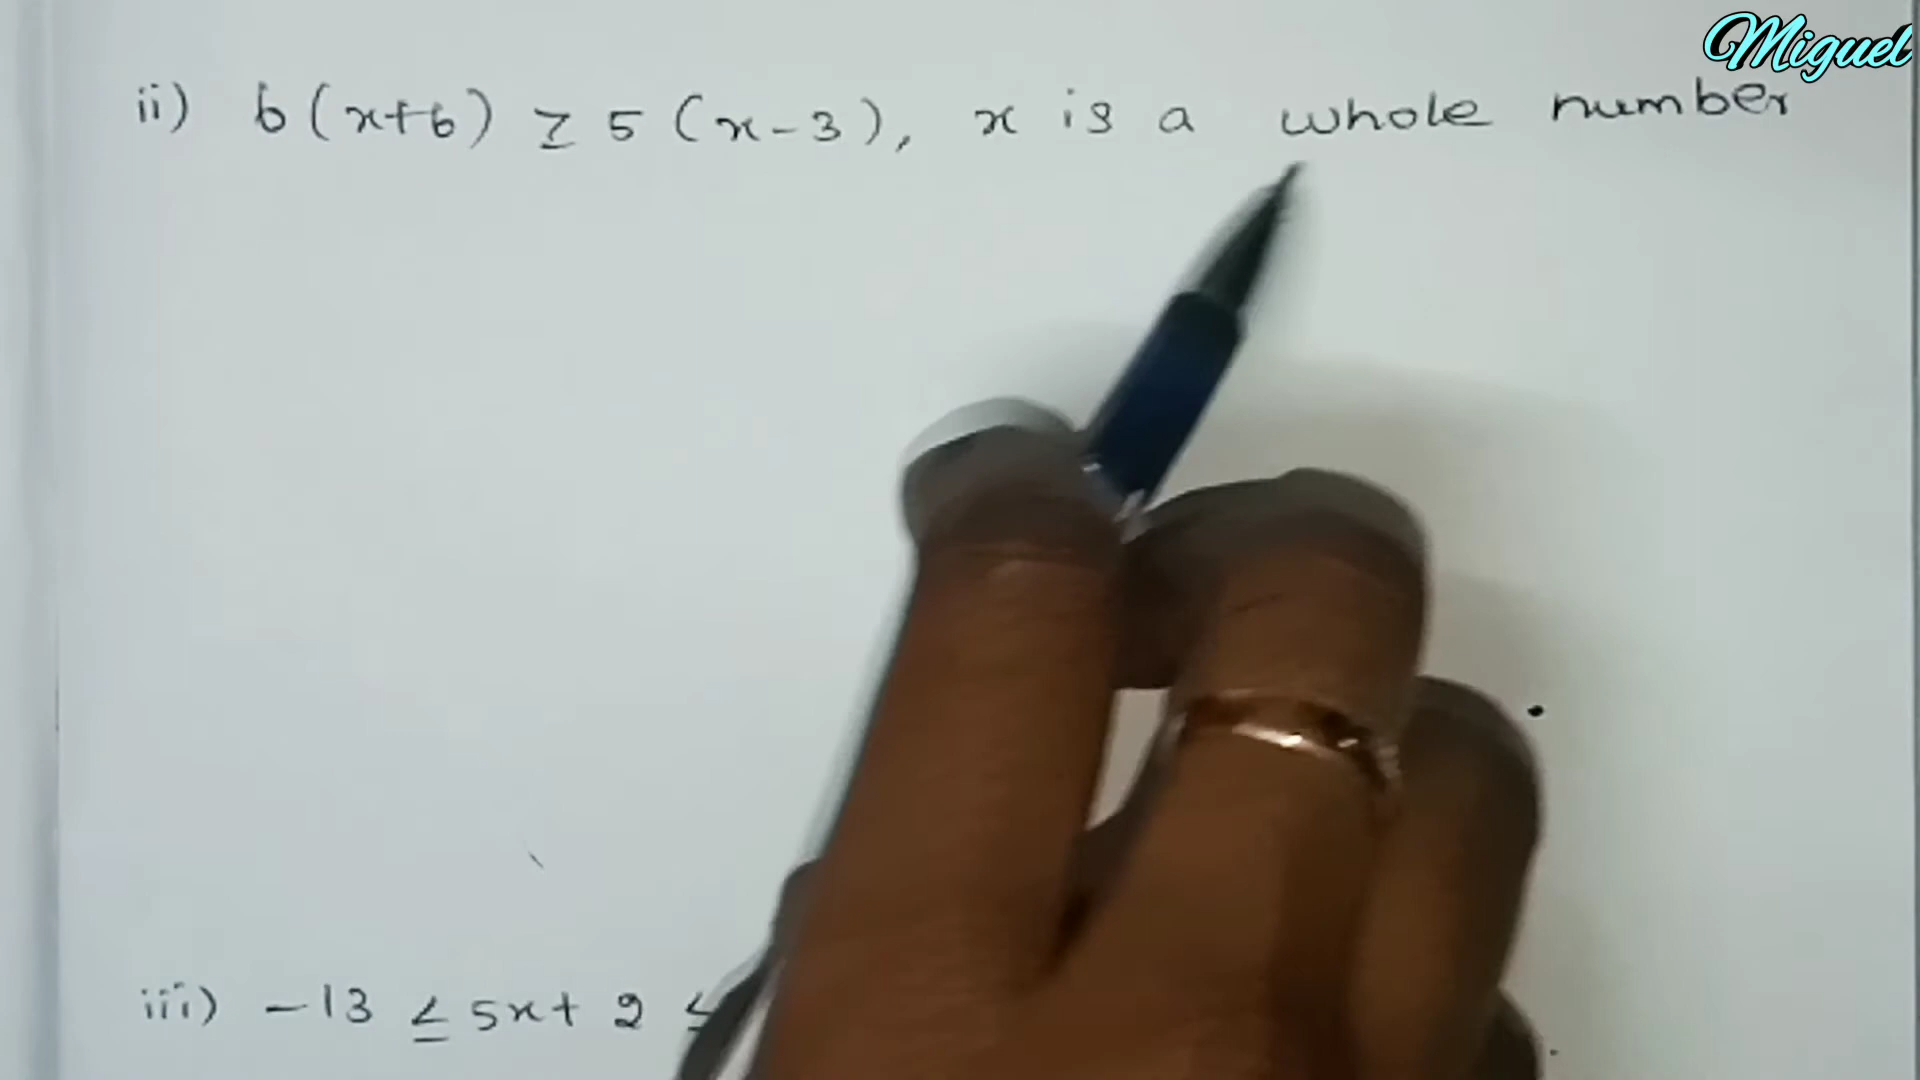 Miguel
ii) 6(x+6) ≥ 5(x-3), x is a whole number
iii) -13 ≤ 5x+ 2 ≤